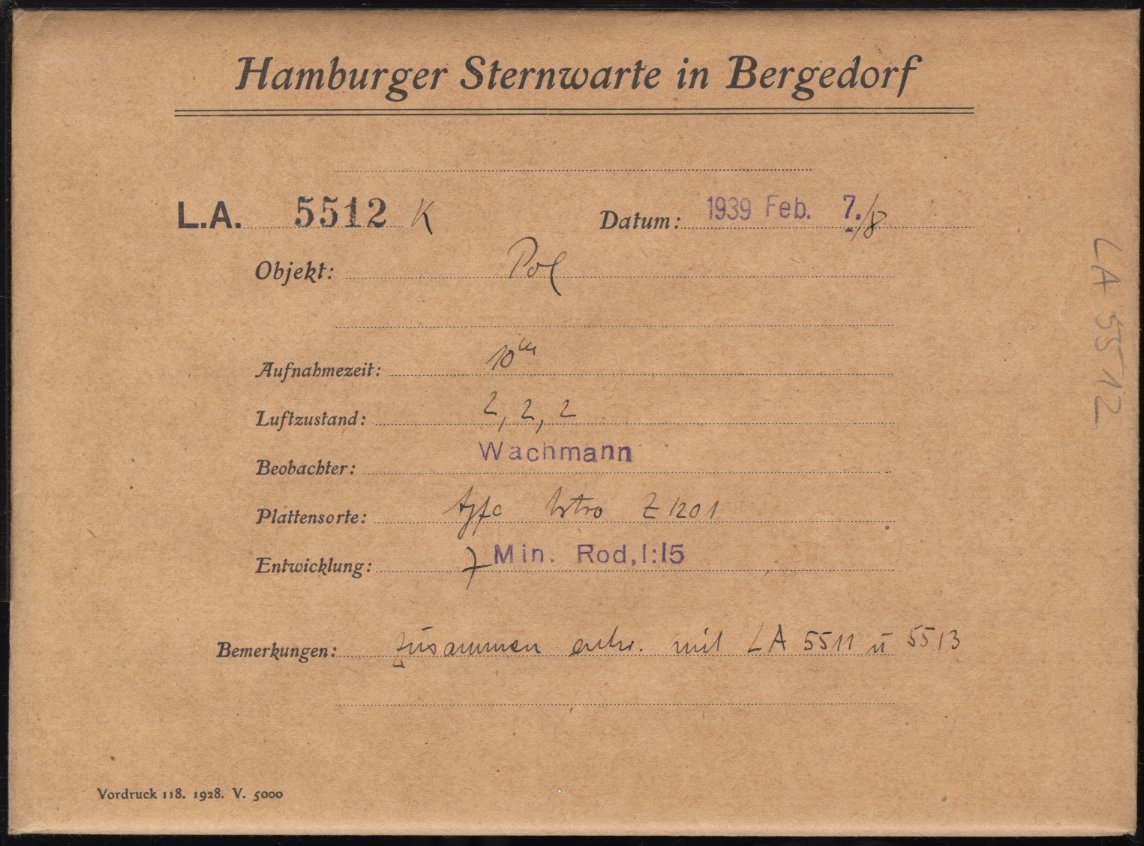 Hamburger Sternwarte in Bergedorf
L.A. 5512 K Datum: 1939 Feb. 7./8
Objekt: Pol
Aufnahmezeit: 10m
Luftzustand: 2, 2, 2
Beobachter: Wachmann
Plattensorte: Agfa Astro Z 1201
Entwicklung: 7 Min. Rod, 1:15
Bemerkungen: zusammen entw. mit LA 5511 u 5513
Vordruck 118. 1928. V. 5000
LA 5512